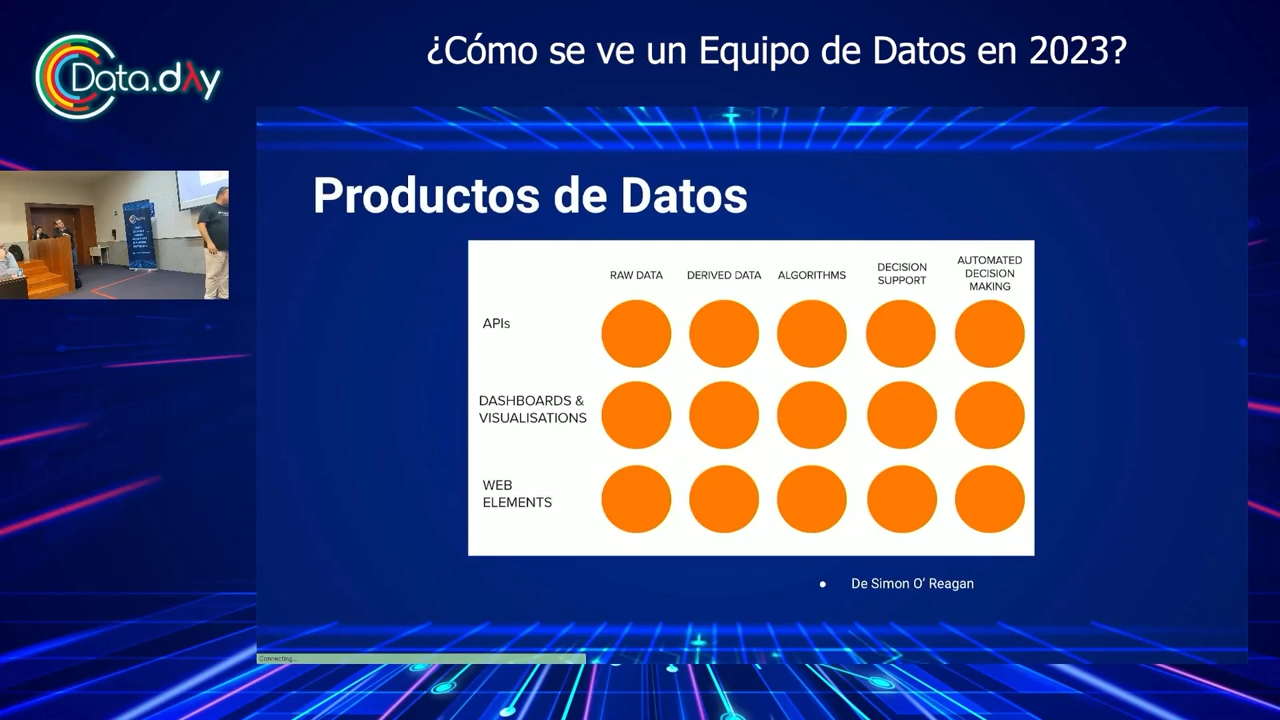 ¿Cómo se ve un Equipo de Datos en 2023?
Data.day
Productos de Datos
RAW DATA
DERIVED DATA
ALGORITHMS
DECISION
SUPPORT
AUTOMATED
DECISION
MAKING
APIs
DASHBOARDS &
VISUALISATIONS
WEB
ELEMENTS
● De Simon O’ Reagan
Connecting...